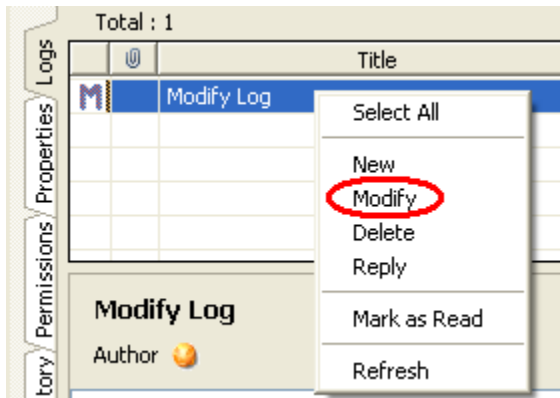 Total : 1
Title
M Modify Log
Select All
New
Modify
Delete
Reply
Mark as Read
Refresh
Modify Log
Author
Logs
Properties
Permissions
tory